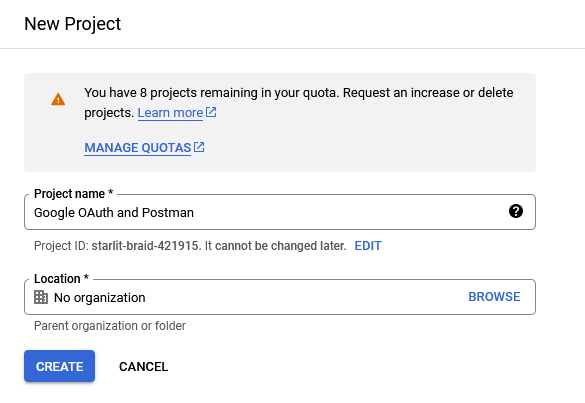 New Project
You have 8 projects remaining in your quota. Request an increase or delete
projects. Learn more
MANAGE QUOTAS
Project name *
Google OAuth and Postman
Project ID: starlit-braid-421915. It cannot be changed later. EDIT
Location *
No organization BROWSE
Parent organization or folder
CREATE CANCEL